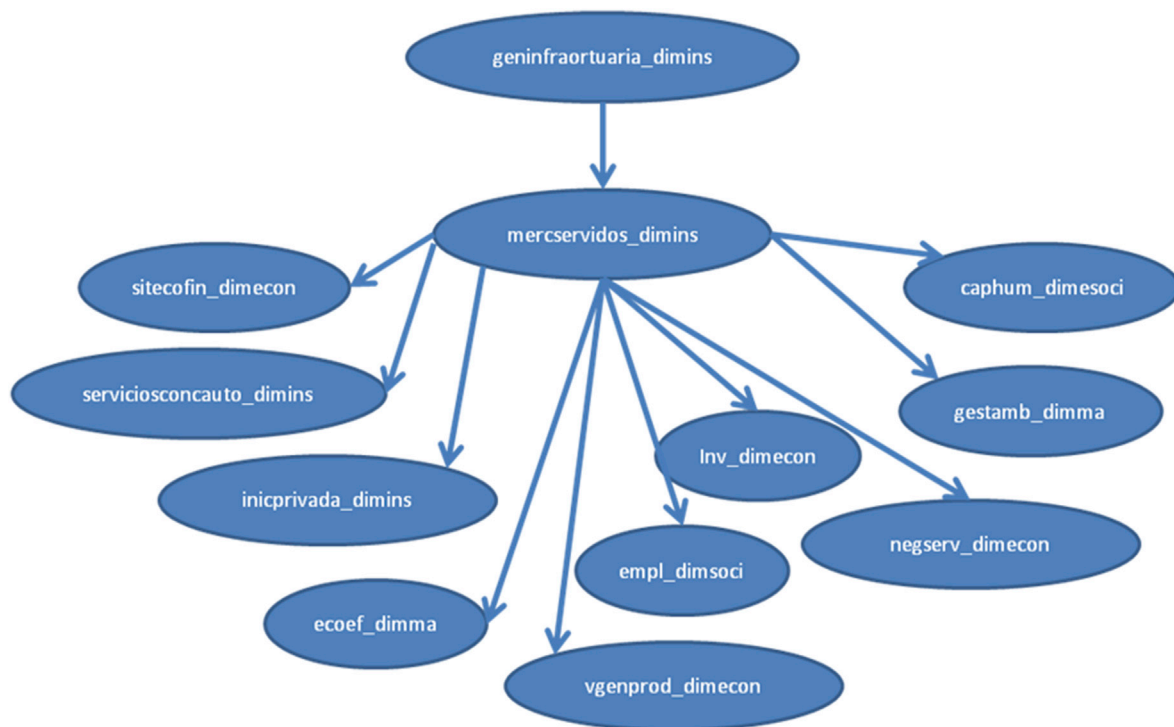 geninfraortuaria_dimins
mercservidos_dimins
sitecofin_dimecon
caphum_dimesoci
serviciosconcauto_dimins
gestamb_dimma
Inv_dimecon
inicprivada_dimins
negserv_dimecon
empl_dimsoci
ecoef_dimma
vgenprod_dimecon